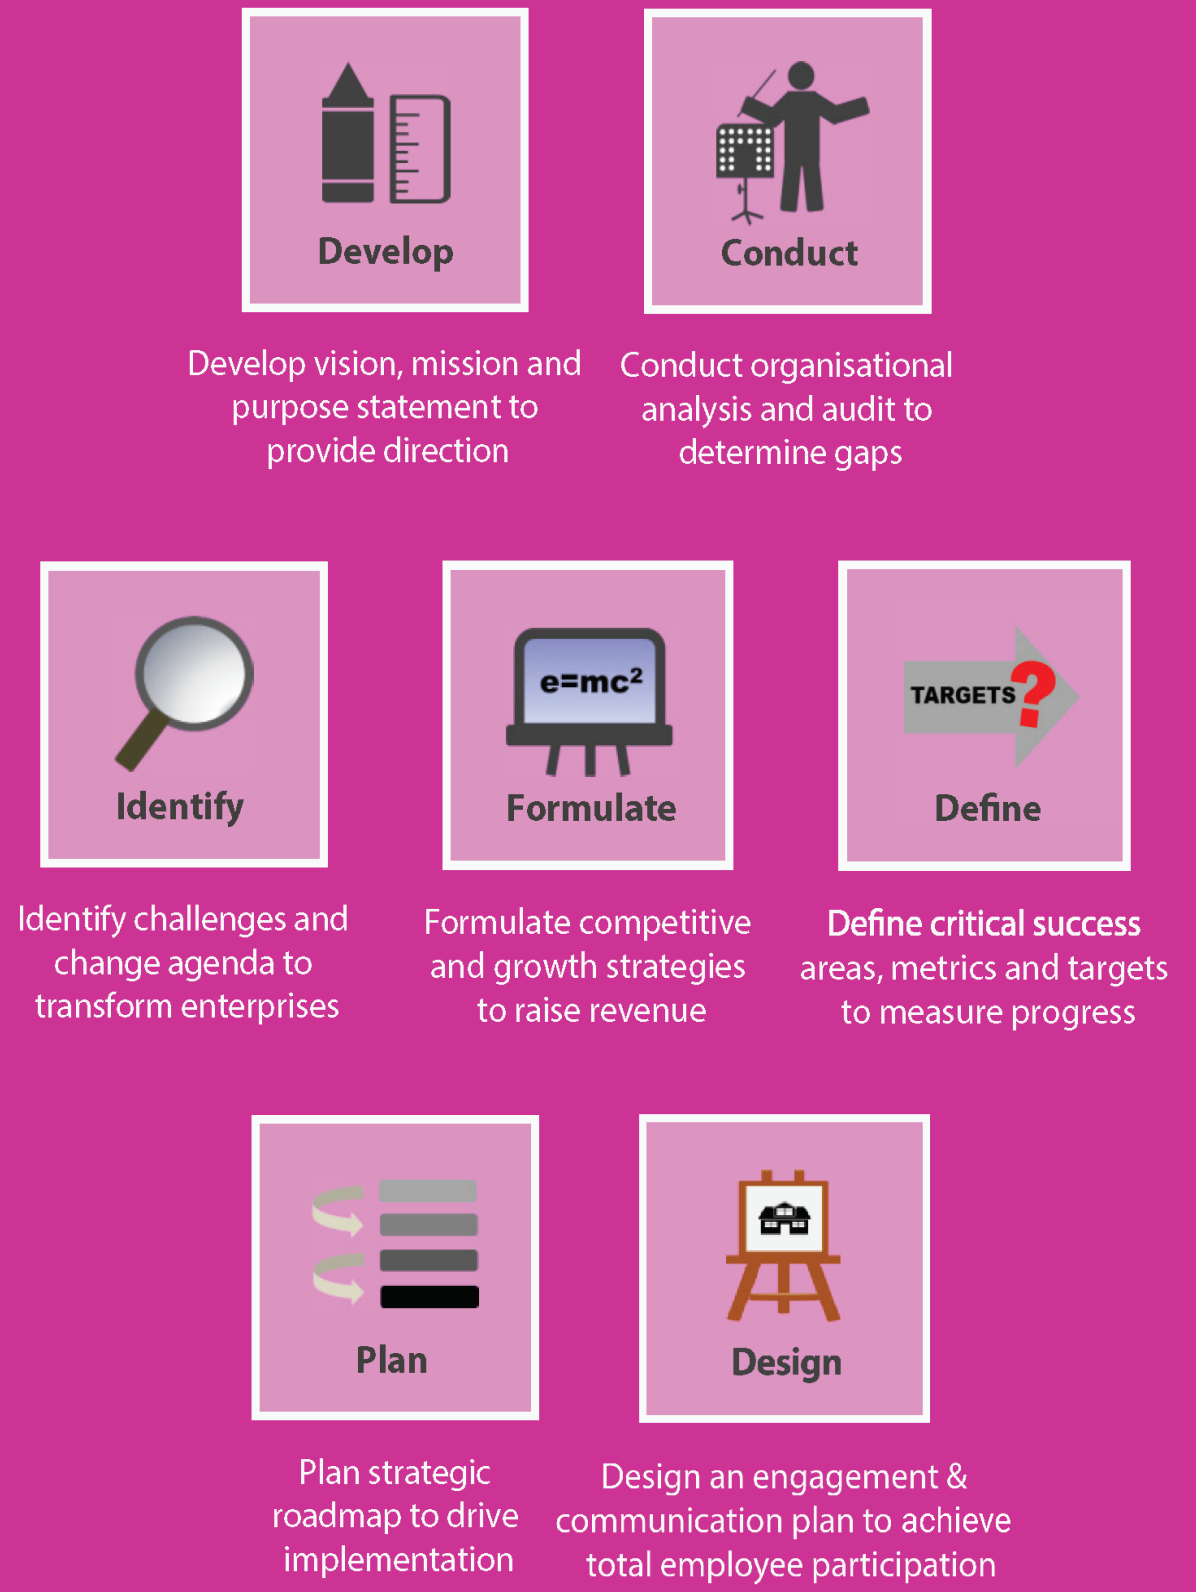 Develop
Conduct
Develop vision, mission and
purpose statement to
provide direction
Conduct organisational
analysis and audit to
determine gaps
e=mc²
TARGETS?
Identify
Formulate
Define
Identify challenges and
change agenda to
transform enterprises
Formulate competitive
and growth strategies
to raise revenue
Define critical success
areas, metrics and targets
to measure progress
Plan
Design
Plan strategic
roadmap to drive
implementation
Design an engagement &
communication plan to achieve
total employee participation